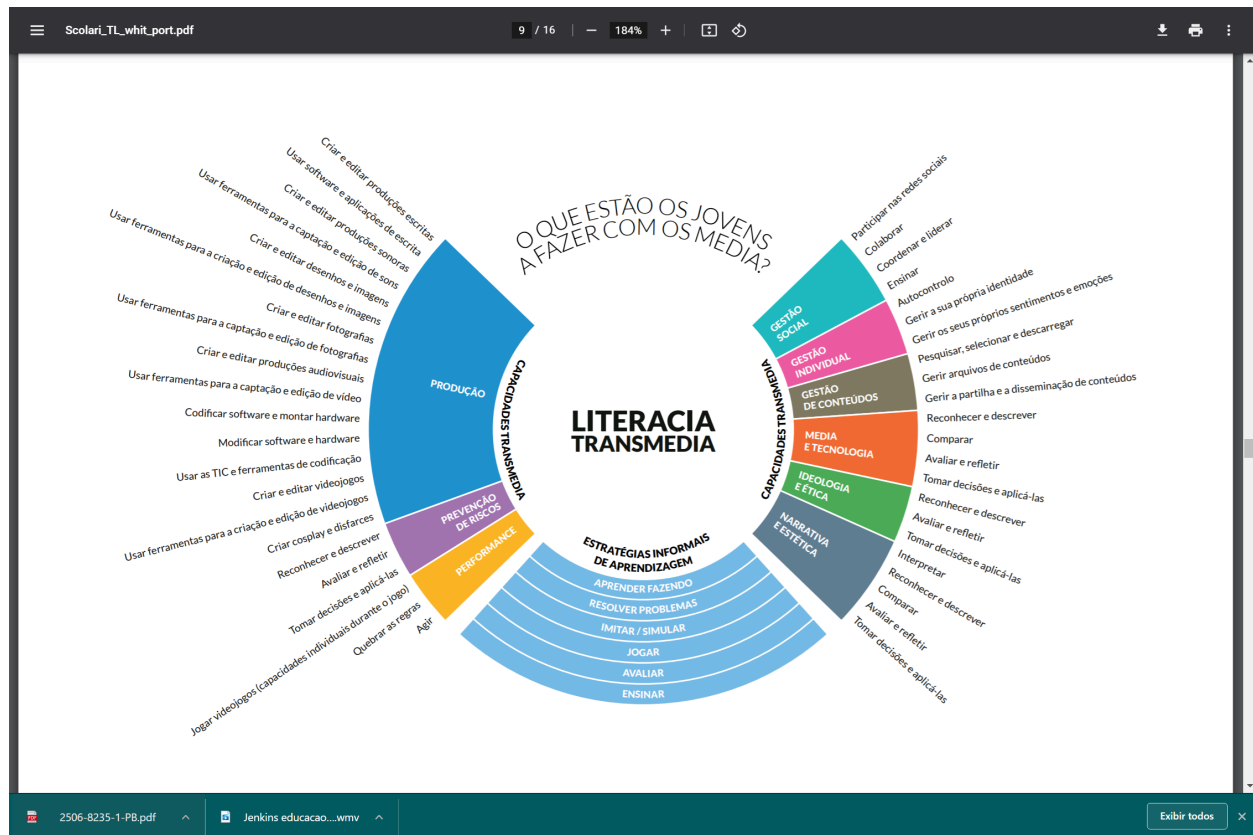 Scolari_TL_whit_port.pdf
9 / 16
184%
O QUE ESTÃO OS JOVENS
A FAZER COM OS MEDIA?
LITERACIA
TRANSMEDIA
CAPACIDADES TRANSMEDIA
PRODUÇÃO
Criar e editar produções escritas
Usar software e aplicações de escrita
Criar e editar produções sonoras
Usar ferramentas para a captação e edição de sons
Criar e editar desenhos e imagens
Usar ferramentas para a criação e edição de desenhos e imagens
Criar e editar fotografias
Usar ferramentas para a captação e edição de fotografias
Criar e editar produções audiovisuais
Usar ferramentas para a captação e edição de vídeo
Codificar software e montar hardware
Modificar software e hardware
Usar as TIC e ferramentas de codificação
Criar e editar videojogos
Usar ferramentas para a criação e edição de videojogos
Criar cosplay e disfarces
PREVENÇÃO
DE RISCOS
Reconhecer e descrever
Avaliar e refletir
Tomar decisões e aplicá-las
PERFORMANCE
Jogar videojogos (capacidades individuais durante o jogo)
Quebrar as regras
Agir
CAPACIDADES TRANSMEDIA
GESTÃO
SOCIAL
Participar nas redes sociais
Colaborar
Coordenar e liderar
Ensinar
GESTÃO
INDIVIDUAL
Autocontrolo
Gerir a sua própria identidade
Gerir os seus próprios sentimentos e emoções
GESTÃO
DE CONTEÚDOS
Pesquisar, selecionar e descarregar
Gerir arquivos de conteúdos
Gerir a partilha e a disseminação de conteúdos
MEDIA
E TECNOLOGIA
Reconhecer e descrever
Comparar
Avaliar e refletir
Tomar decisões e aplicá-las
IDEOLOGIA
E ÉTICA
Reconhecer e descrever
Avaliar e refletir
Tomar decisões e aplicá-las
NARRATIVA
E ESTÉTICA
Interpretar
Reconhecer e descrever
Comparar
Avaliar e refletir
Tomar decisões e aplicá-las
ESTRATÉGIAS INFORMAIS
DE APRENDIZAGEM
APRENDER FAZENDO
RESOLVER PROBLEMAS
IMITAR / SIMULAR
JOGAR
AVALIAR
ENSINAR
2506-8235-1-PB.pdf
Jenkins educacao....wmv
Exibir todos